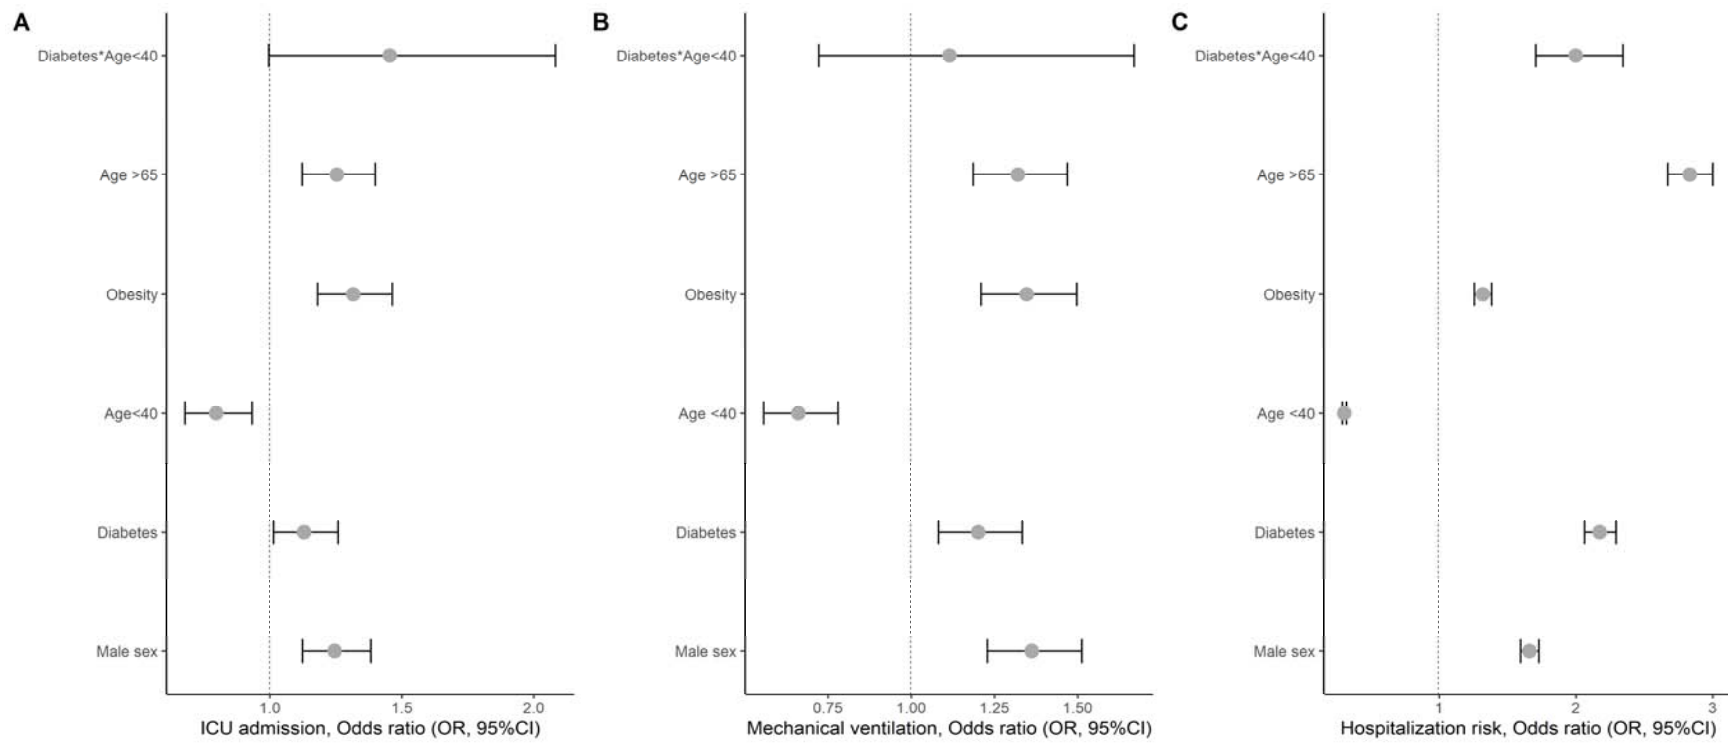 A
Diabetes*Age<40
Age >65
Obesity
Age<40
Diabetes
Male sex
1.0 1.5 2.0
ICU admission, Odds ratio (OR, 95%CI)
B
Diabetes*Age<40
Age >65
Obesity
Age <40
Diabetes
Male sex
0.75 1.00 1.25 1.50
Mechanical ventilation, Odds ratio (OR, 95%CI)
C
Diabetes*Age<40
Age >65
Obesity
Age <40
Diabetes
Male sex
1 2 3
Hospitalization risk, Odds ratio (OR, 95%CI)